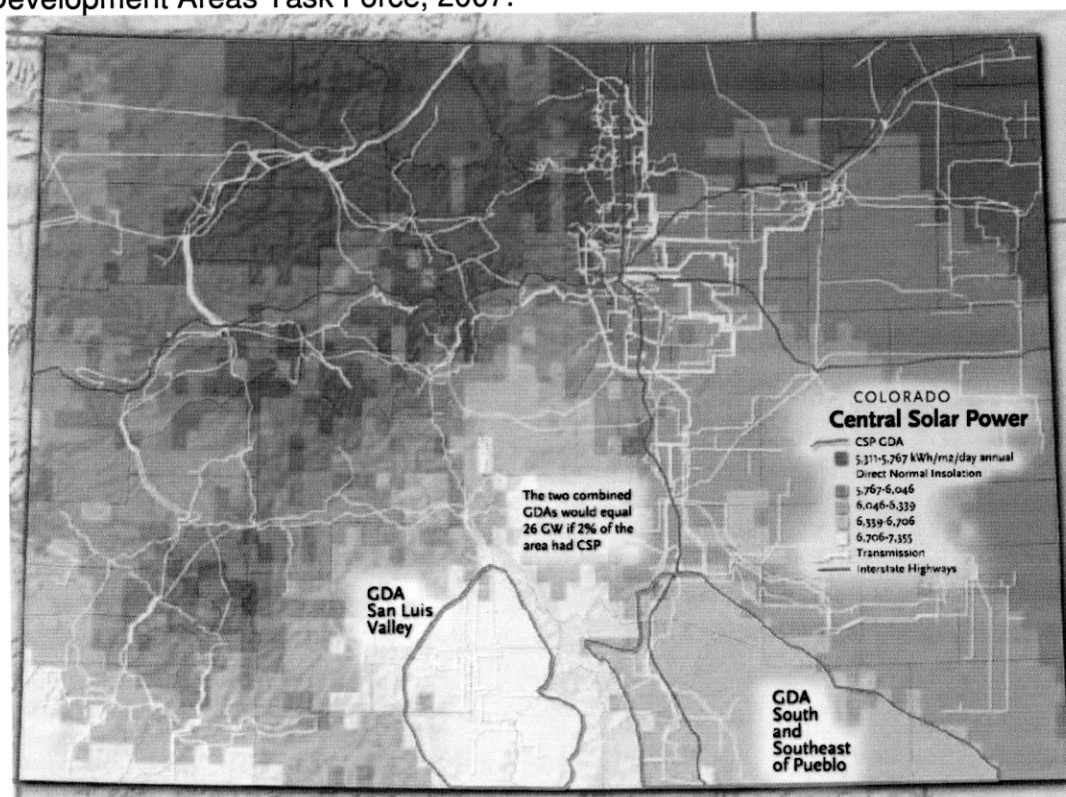 Development Areas Task Force, 2007.
The two combined
GDAs would equal
26 GW if 2% of the
area had CSP
COLORADO
Central Solar Power
CSP GDA
5,311-5,767 kWh/m2/day annual
Direct Normal Insolation
5,767-6,046
6,046-6,339
6,339-6,706
6,706-7,355
Transmission
Interstate Highways
GDA
San Luis
Valley
GDA
South
and
Southeast
of Pueblo